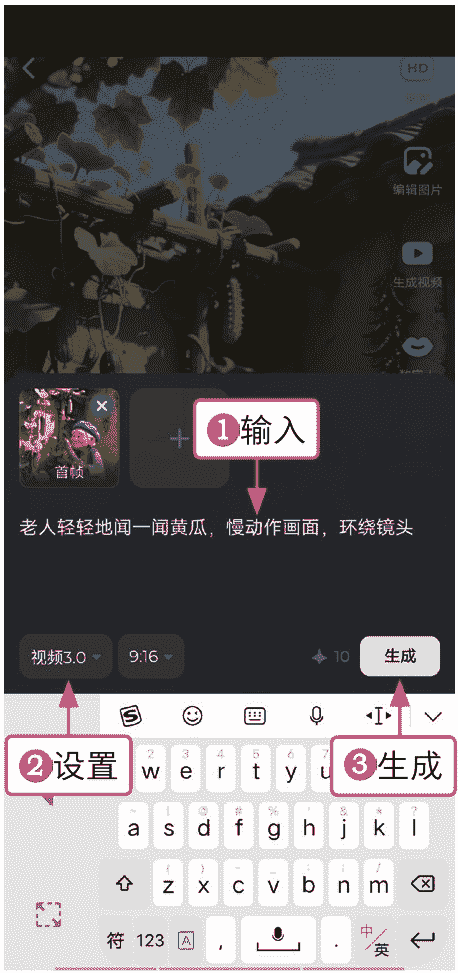 HD
编辑图片
生成视频
首帧
❶输入
老人轻轻地闻一闻黄瓜，慢动作画面，环绕镜头
视频3.0
9:16
10
生成
❷设置
❸生成
w e r t y u
a s d f g h j k l
z x c v b n m
符 123 , . 中/英